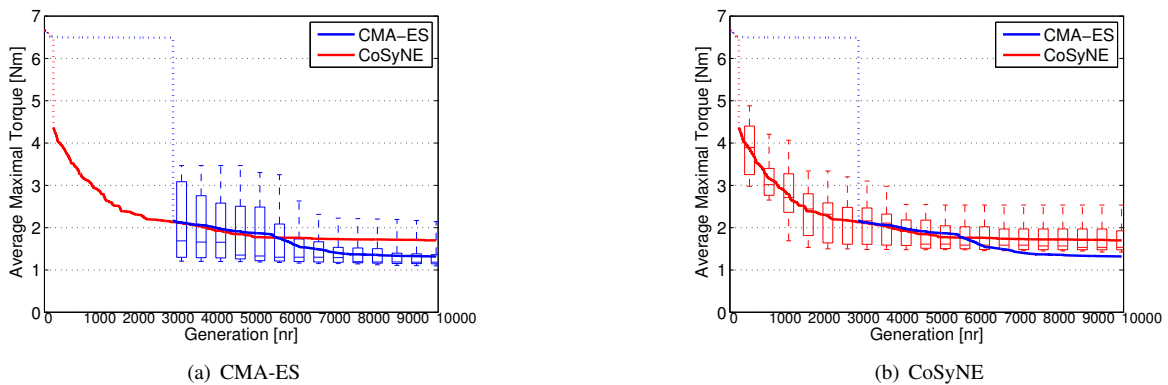 7
6
5
4
3
2
1
0
Average Maximal Torque [Nm]
CMA−ES
CoSyNE
0 1000 2000 3000 4000 5000 6000 7000 8000 9000 10000
Generation [nr]
(a) CMA-ES
7
6
5
4
3
2
1
0
Average Maximal Torque [Nm]
CMA−ES
CoSyNE
0 1000 2000 3000 4000 5000 6000 7000 8000 9000 10000
Generation [nr]
(b) CoSyNE